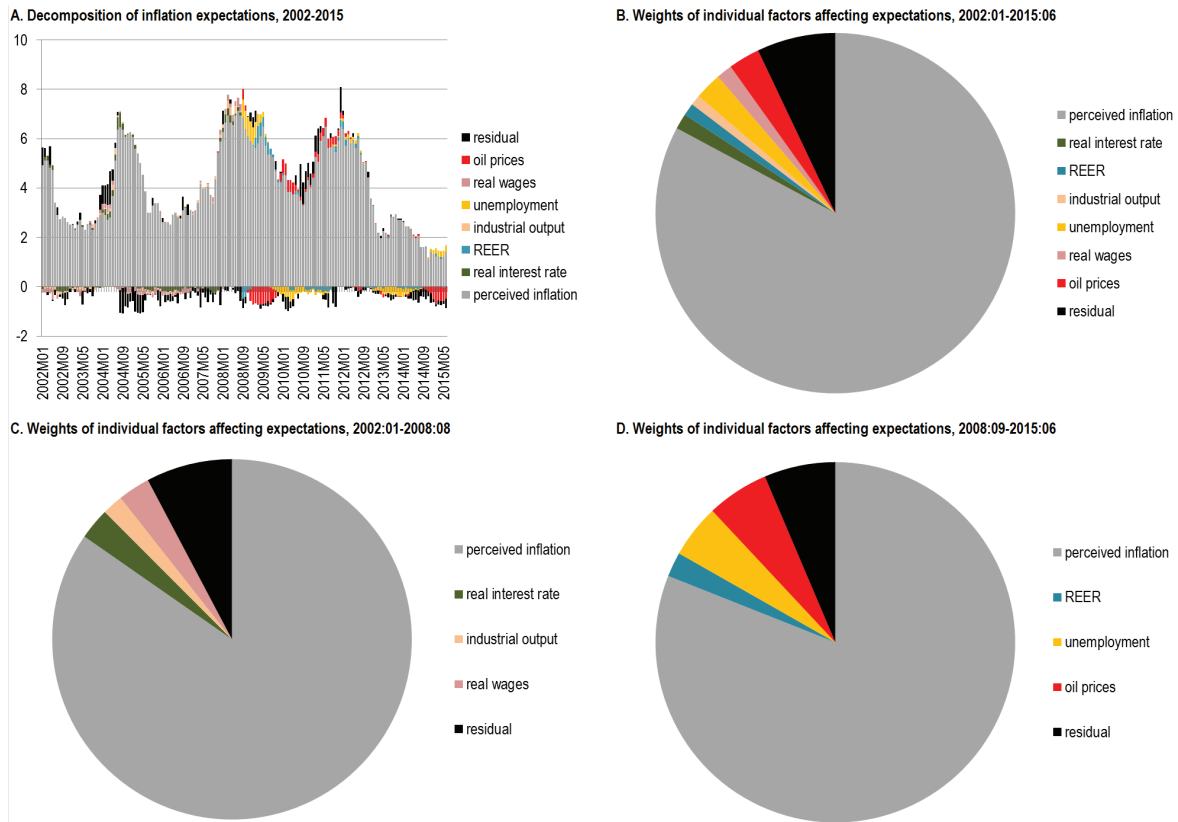 A. Decomposition of inflation expectations, 2002-2015
10
8
6
4
2
0
-2
2002M01
2002M09
2003M05
2004M01
2004M09
2005M05
2006M01
2006M09
2007M05
2008M01
2008M09
2009M05
2010M01
2010M09
2011M05
2012M01
2012M09
2013M05
2014M01
2014M09
2015M05
residual
oil prices
real wages
unemployment
industrial output
REER
real interest rate
perceived inflation
B. Weights of individual factors affecting expectations, 2002:01-2015:06
perceived inflation
real interest rate
REER
industrial output
unemployment
real wages
oil prices
residual
C. Weights of individual factors affecting expectations, 2002:01-2008:08
perceived inflation
real interest rate
industrial output
real wages
residual
D. Weights of individual factors affecting expectations, 2008:09-2015:06
perceived inflation
REER
unemployment
oil prices
residual